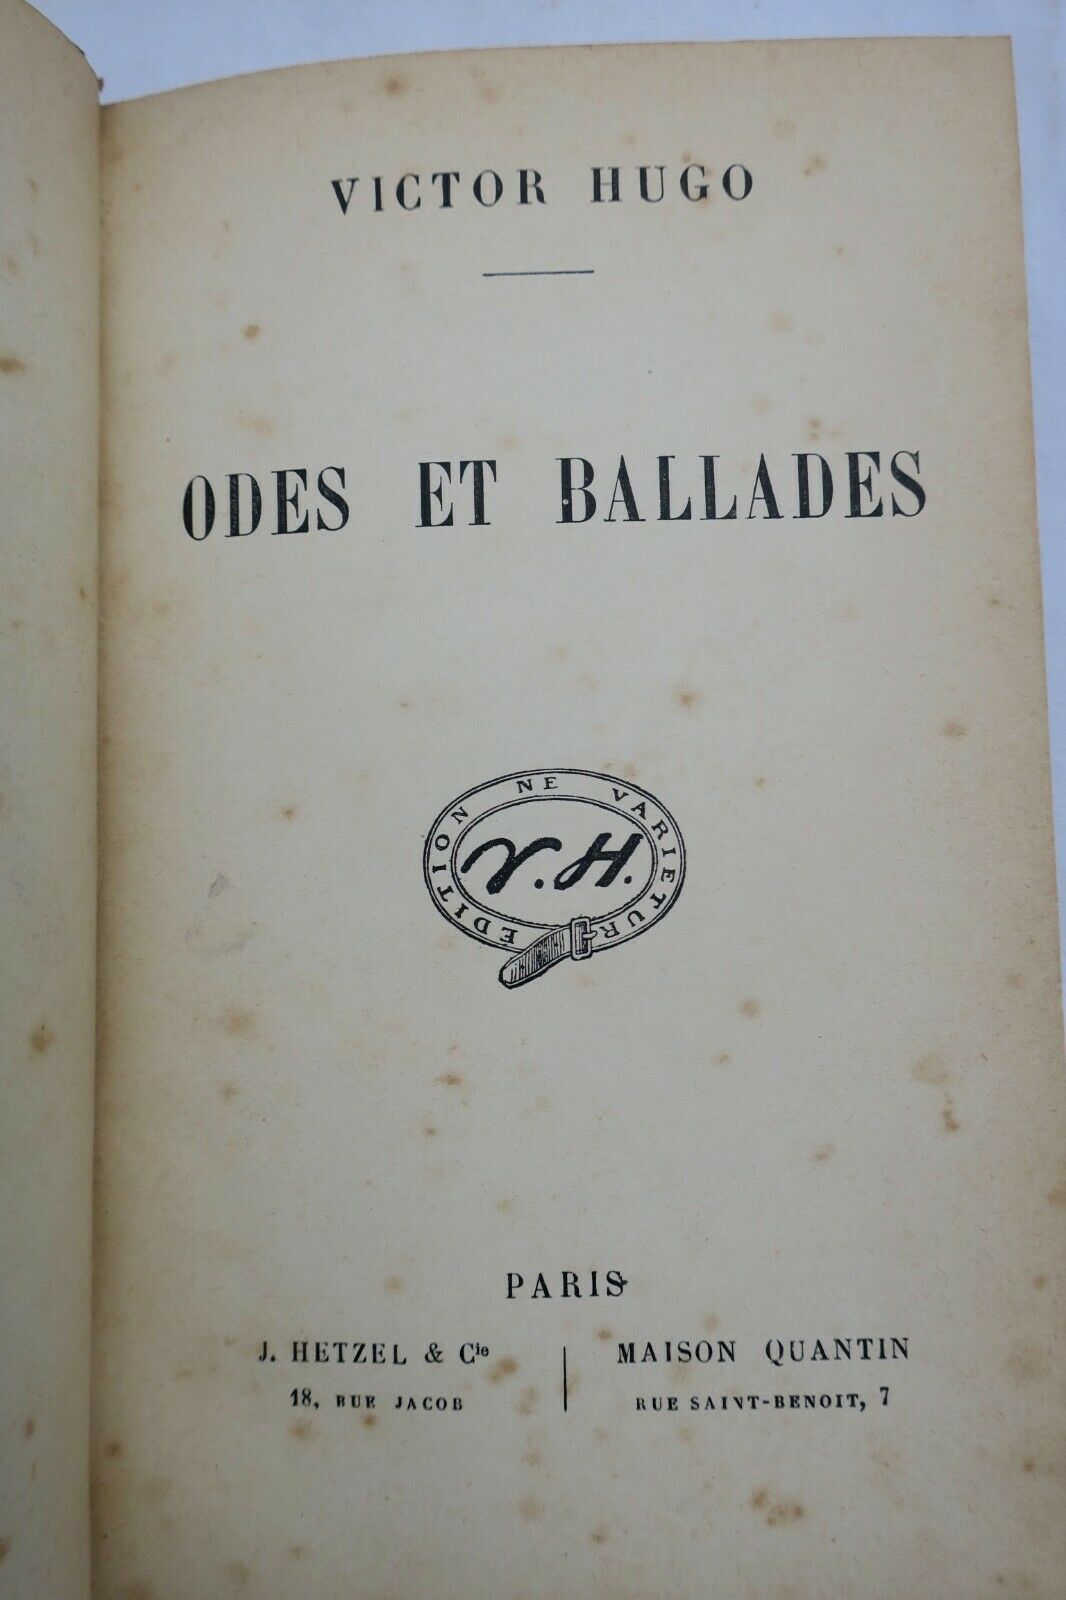 VICTOR HUGO
ODES ET BALLADES
EDITION NE VARIETUR
V.H.
PARIS
J. HETZEL & Cie
18, RUE JACOB
MAISON QUANTIN
RUE SAINT-BENOIT, 7